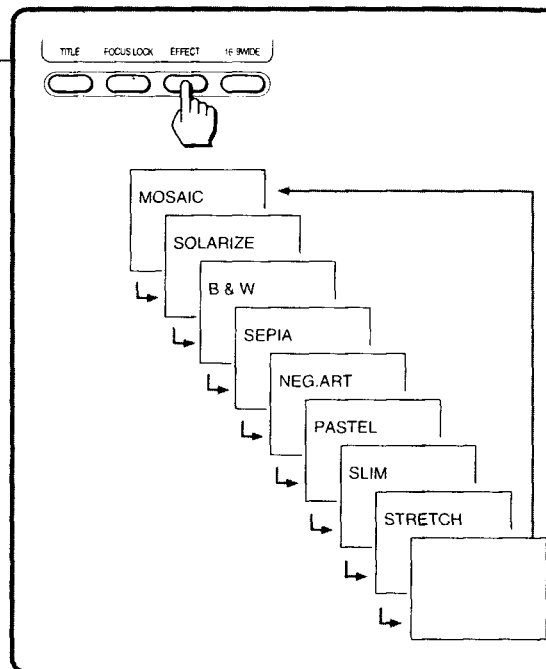 TITLE FOCUS LOCK EFFECT 16:9WIDE
MOSAIC
SOLARIZE
B & W
SEPIA
NEG.ART
PASTEL
SLIM
STRETCH